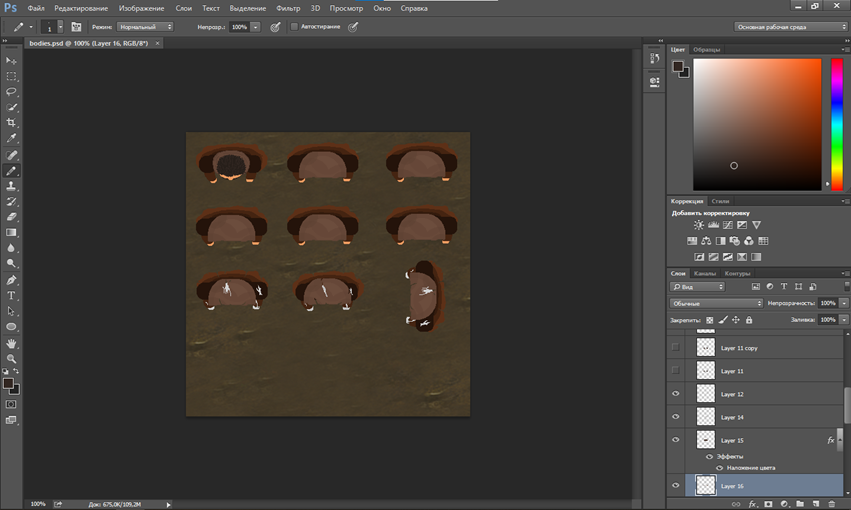 Ps Файл Редактирование Изображение Слои Текст Выделение Фильтр 3D Просмотр Окно Справка
1 Режим: Нормальный Непрозр.: 100% Автостирание Основная рабочая среда
bodies.psd @ 100% (Layer 16, RGB/8*) ×
Цвет Образцы
Коррекция Стили
Добавить корректировку
Слои Каналы Контуры
Вид
Обычные Непрозрачность: 100%
Закрепить: Заливка: 100%
Layer 11 copy
Layer 11
Layer 12
Layer 14
Layer 15 fx
Эффекты
Наложение цвета
Layer 16
100% Док: 675,0K/109,2M